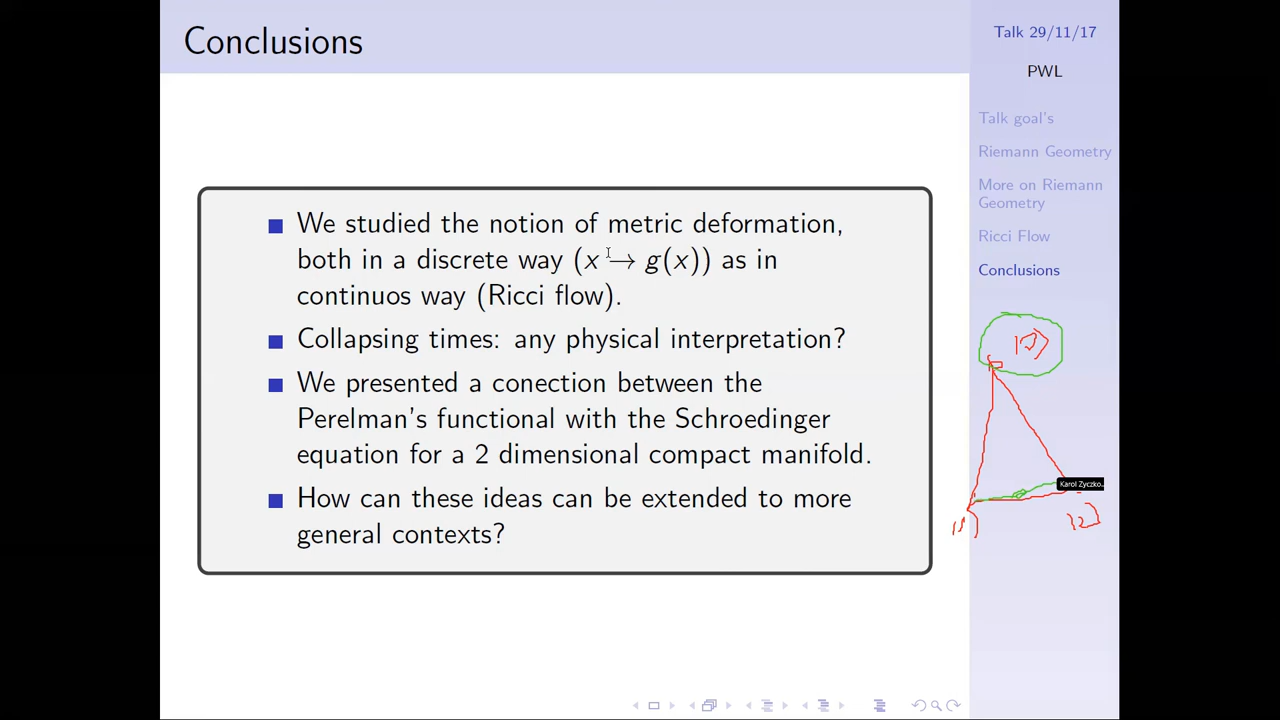 Conclusions
We studied the notion of metric deformation,
both in a discrete way (x → g(x)) as in
continuos way (Ricci flow).
Collapsing times: any physical interpretation?
We presented a conection between the
Perelman's functional with the Schroedinger
equation for a 2 dimensional compact manifold.
How can these ideas can be extended to more
general contexts?
Talk 29/11/17
PWL
Talk goal's
Riemann Geometry
More on Riemann
Geometry
Ricci Flow
Conclusions
Karol Zyczko..
|2⟩